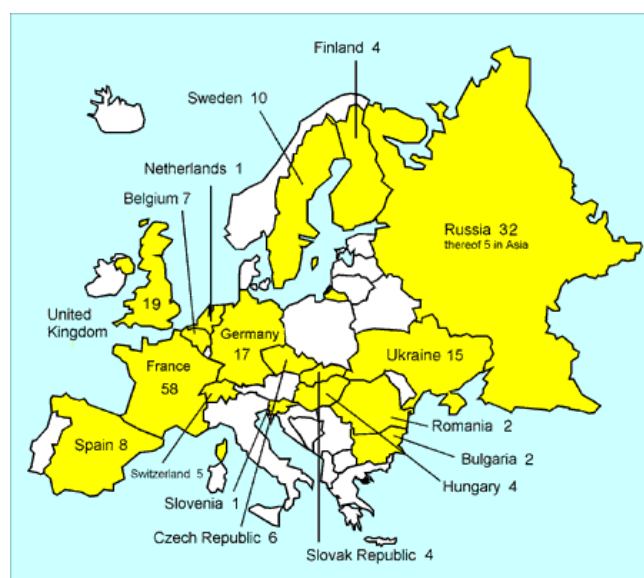 Finland 4
Sweden 10
Netherlands 1
Belgium 7
Russia 32
thereof 5 in Asia
19
United
Kingdom
Germany
17
Ukraine 15
France
58
Romania 2
Spain 8
Bulgaria 2
Switzerland 5
Hungary 4
Slovenia 1
Czech Republic 6
Slovak Republic 4